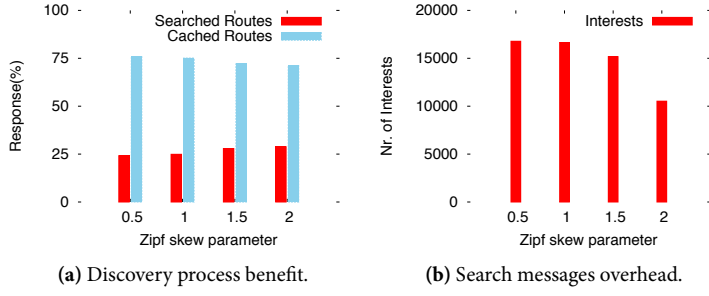 Searched Routes
Cached Routes
Response(%)
100
75
50
25
0
0.5 1 1.5 2
Zipf skew parameter
(a) Discovery process benefit.
Interests
Nr. of Interests
20000
15000
10000
5000
0
0.5 1 1.5 2
Zipf skew parameter
(b) Search messages overhead.